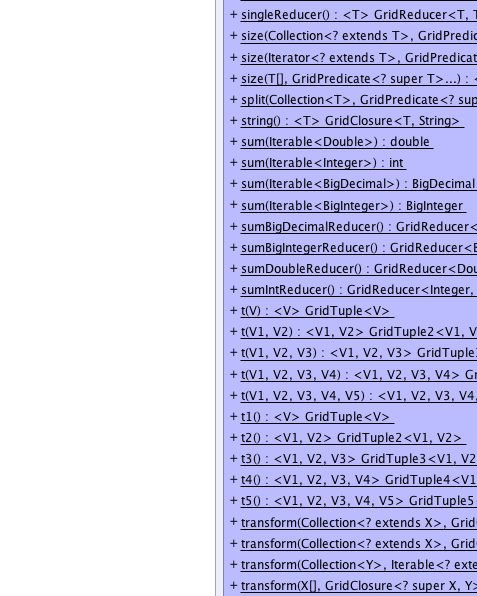 + singleReducer() : <T> GridReducer<T, T
+ size(Collection<? extends T>, GridPredic
+ size(Iterator<? extends T>, GridPredicat
+ size(T[], GridPredicate<? super T>...) : <
+ split(Collection<T>, GridPredicate<? sup
+ string() : <T> GridClosure<T, String>
+ sum(Iterable<Double>) : double
+ sum(Iterable<Integer>) : int
+ sum(Iterable<BigDecimal>) : BigDecimal
+ sum(Iterable<BigInteger>) : BigInteger
+ sumBigDecimalReducer() : GridReducer<
+ sumBigIntegerReducer() : GridReducer<B
+ sumDoubleReducer() : GridReducer<Dou
+ sumIntReducer() : GridReducer<Integer,
+ t(V) : <V> GridTuple<V>
+ t(V1, V2) : <V1, V2> GridTuple2<V1, V
+ t(V1, V2, V3) : <V1, V2, V3> GridTuple
+ t(V1, V2, V3, V4) : <V1, V2, V3, V4> Gr
+ t(V1, V2, V3, V4, V5) : <V1, V2, V3, V4,
+ t1() : <V> GridTuple<V>
+ t2() : <V1, V2> GridTuple2<V1, V2>
+ t3() : <V1, V2, V3> GridTuple3<V1, V2
+ t4() : <V1, V2, V3, V4> GridTuple4<V1
+ t5() : <V1, V2, V3, V4, V5> GridTuple5
+ transform(Collection<? extends X>, Grid
+ transform(Collection<? extends X>, Grid
+ transform(Collection<Y>, Iterable<? exte
+ transform(X[], GridClosure<? super X, Y>